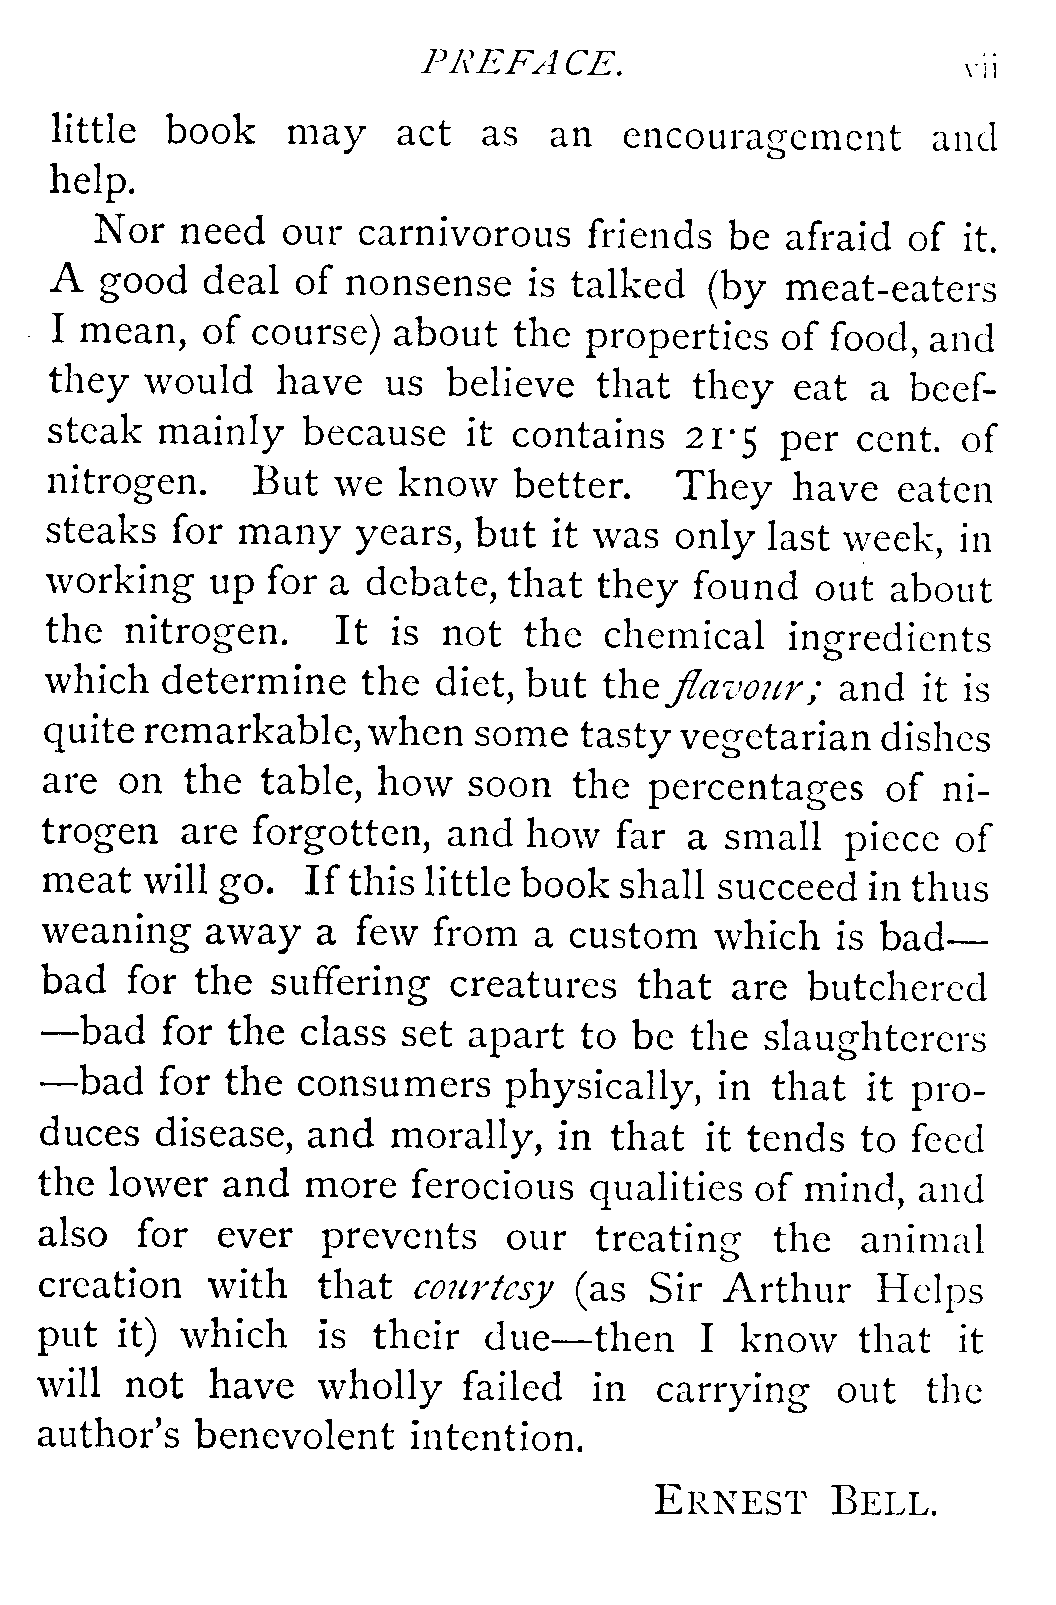 PREFACE. vii
little book may act as an encouragement and
help.
Nor need our carnivorous friends be afraid of it.
A good deal of nonsense is talked (by meat-eaters
I mean, of course) about the properties of food, and
they would have us believe that they eat a beef-
steak mainly because it contains 21·5 per cent. of
nitrogen. But we know better. They have eaten
steaks for many years, but it was only last week, in
working up for a debate, that they found out about
the nitrogen. It is not the chemical ingredients
which determine the diet, but the flavour; and it is
quite remarkable, when some tasty vegetarian dishes
are on the table, how soon the percentages of ni-
trogen are forgotten, and how far a small piece of
meat will go. If this little book shall succeed in thus
weaning away a few from a custom which is bad—
bad for the suffering creatures that are butchered
—bad for the class set apart to be the slaughterers
—bad for the consumers physically, in that it pro-
duces disease, and morally, in that it tends to feed
the lower and more ferocious qualities of mind, and
also for ever prevents our treating the animal
creation with that courtesy (as Sir Arthur Helps
put it) which is their due—then I know that it
will not have wholly failed in carrying out the
author's benevolent intention.
ERNEST BELL.